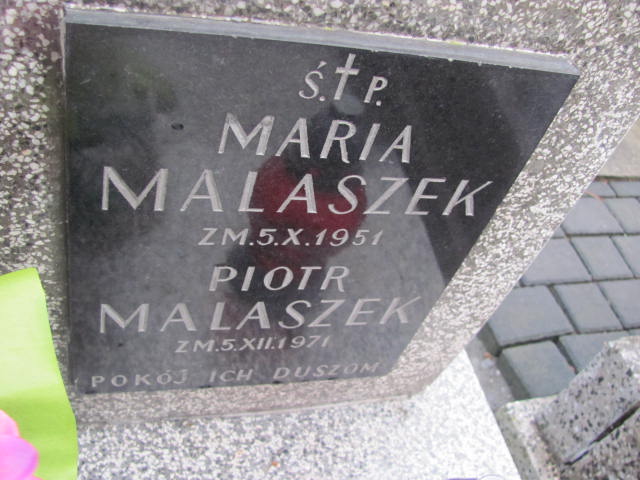 Ś.†P.
MARIA
MALASZEK
ZM.5.X.1951
PIOTR
MALASZEK
ZM.5.XII.1971
POKÓJ ICH DUSZOM